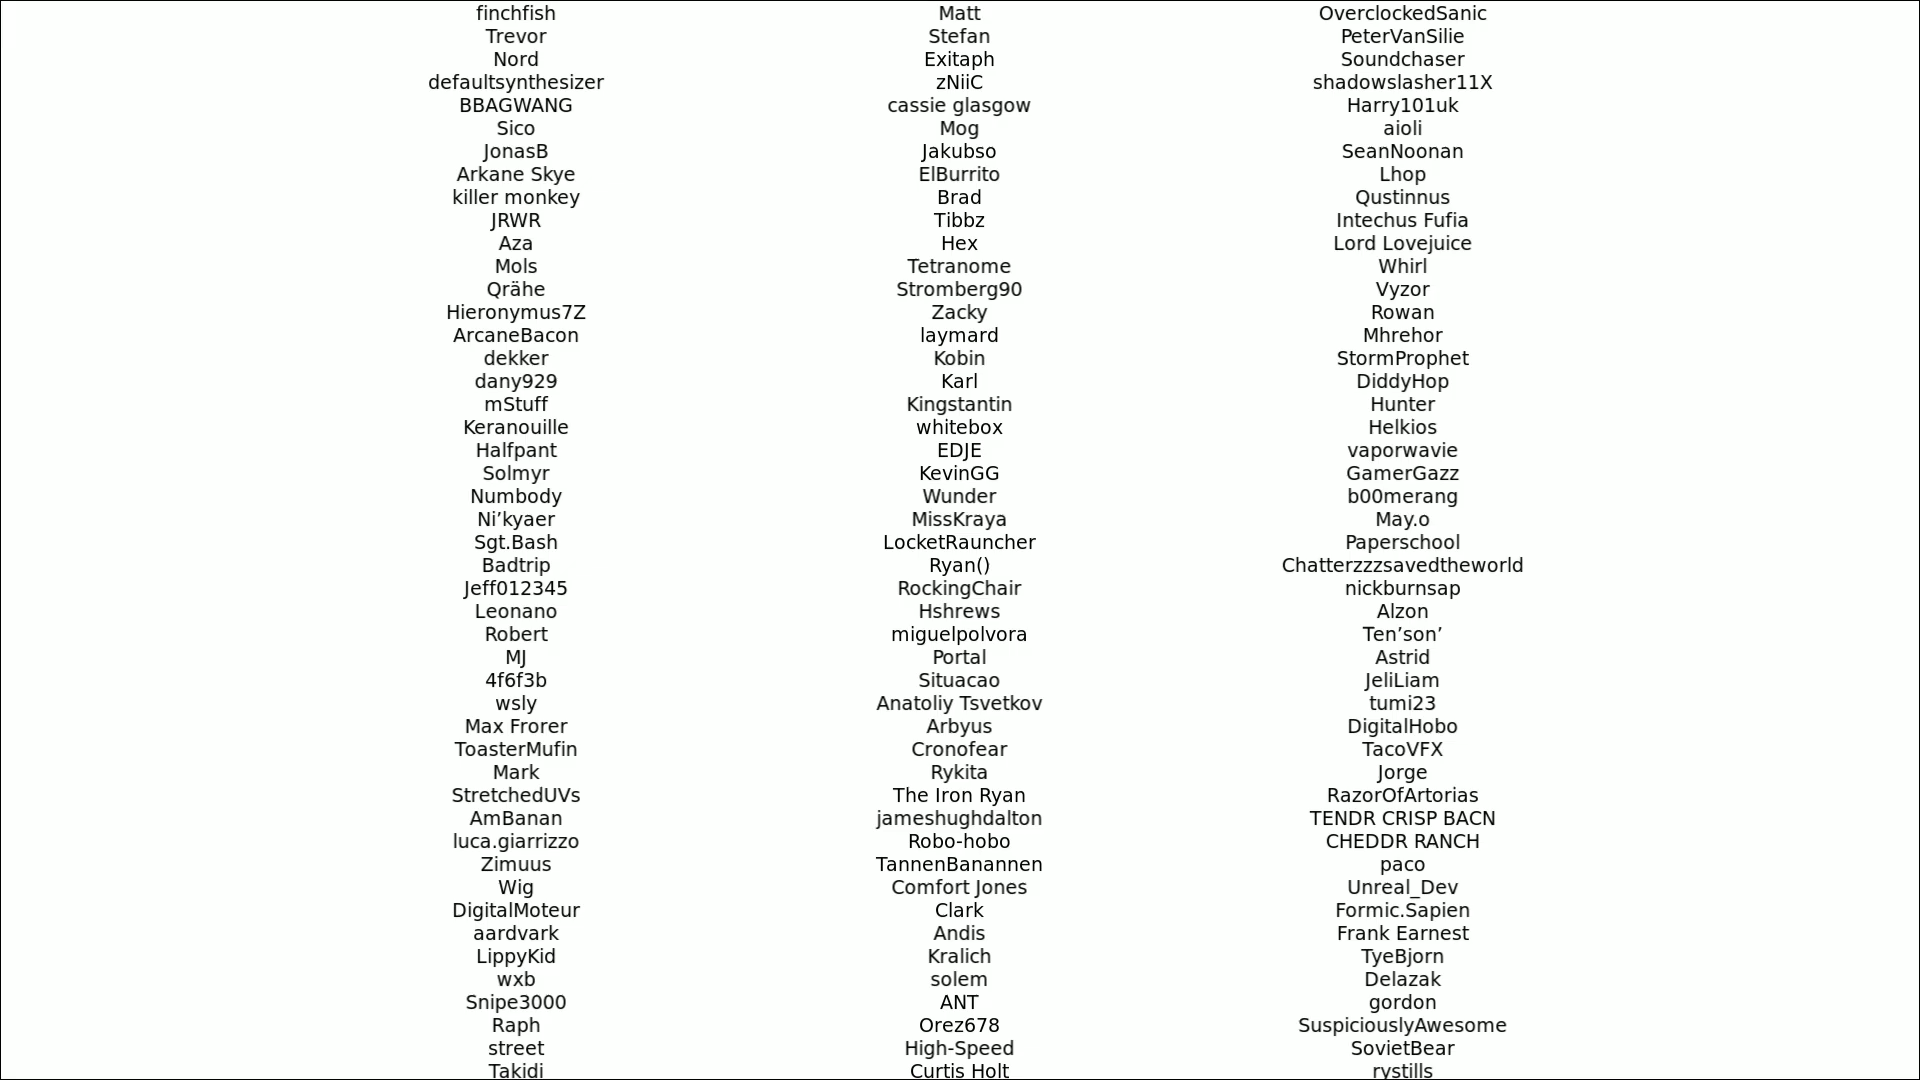 finchfish Matt OverclockedSanic
Trevor Stefan PeterVanSilie
Nord Exitaph Soundchaser
defaultsynthesizer zNiiC shadowslasher11X
BBAGWANG cassie glasgow Harry101uk
Sico Mog aioli
JonasB Jakubso SeanNoonan
Arkane Skye ElBurrito Lhop
killer monkey Brad Qustinnus
JRWR Tibbz Intechus Fufia
Aza Hex Lord Lovejuice
Mols Tetranome Whirl
Qrähe Stromberg90 Vyzor
Hieronymus7Z Zacky Rowan
ArcaneBacon laymard Mhrehor
dekker Kobin StormProphet
dany929 Karl DiddyHop
mStuff Kingstantin Hunter
Keranouille whitebox Helkios
Halfpant EDJE vaporwavie
Solmyr KevinGG GamerGazz
Numbody Wunder b00merang
Ni’kyaer MissKraya May.o
Sgt.Bash LocketRauncher Paperschool
Badtrip Ryan() Chatterzzzsavedtheworld
Jeff012345 RockingChair nickburnsap
Leonano Hshrews Alzon
Robert miguelpolvora Ten’son’
MJ Portal Astrid
4f6f3b Situacao JeliLiam
wsly Anatoliy Tsvetkov tumi23
Max Frorer Arbyus DigitalHobo
ToasterMufin Cronofear TacoVFX
Mark Rykita Jorge
StretchedUVs The Iron Ryan RazorOfArtorias
AmBanan jameshughdalton TENDR CRISP BACN
luca.giarrizzo Robo-hobo CHEDDR RANCH
Zimuus TannenBanannen paco
Wig Comfort Jones Unreal_Dev
DigitalMoteur Clark Formic.Sapien
aardvark Andis Frank Earnest
LippyKid Kralich TyeBjorn
wxb solem Delazak
Snipe3000 ANT gordon
Raph Orez678 SuspiciouslyAwesome
street High-Speed SovietBear
Takidi Curtis Holt rystills